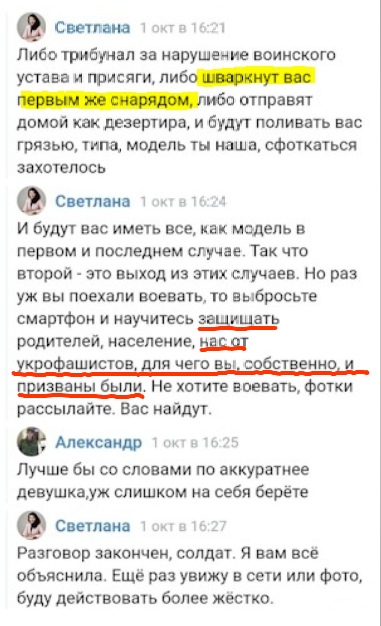 Светлана 1 окт в 16:21
Либо трибунал за нарушение воинского
устава и присяги, либо шваркнут вас
первым же снарядом, либо отправят
домой как дезертира, и будут поливать вас
грязью, типа, модель ты наша, сфоткаться
захотелось
Светлана 1 окт в 16:24
И будут вас иметь все, как модель в
первом и последнем случае. Так что
второй - это выход из этих случаев. Но раз
уж вы поехали воевать, то выбросьте
смартфон и научитесь защищать
родителей, население, нас от
укрофашистов, для чего вы, собственно, и
призваны были. Не хотите воевать, фотки
рассылайте. Вас найдут.
Александр 1 окт в 16:25
Лучше бы со словами по аккуратнее
девушка,уж слишком на себя берёте
Светлана 1 окт в 16:27
Разговор закончен, солдат. Я вам всё
объяснила. Ещё раз увижу в сети или фото,
буду действовать более жёстко.